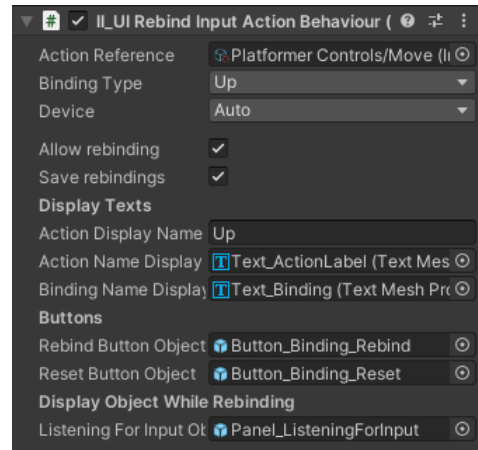 II_UI Rebind Input Action Behaviour (
Action Reference Platformer Controls/Move (I
Binding Type Up
Device Auto
Allow rebinding
Save rebindings
Display Texts
Action Display Name Up
Action Name Display Text_ActionLabel (Text Mes
Binding Name Display Text_Binding (Text Mesh Pro
Buttons
Rebind Button Object Button_Binding_Rebind
Reset Button Object Button_Binding_Reset
Display Object While Rebinding
Listening For Input Ob Panel_ListeningForInput